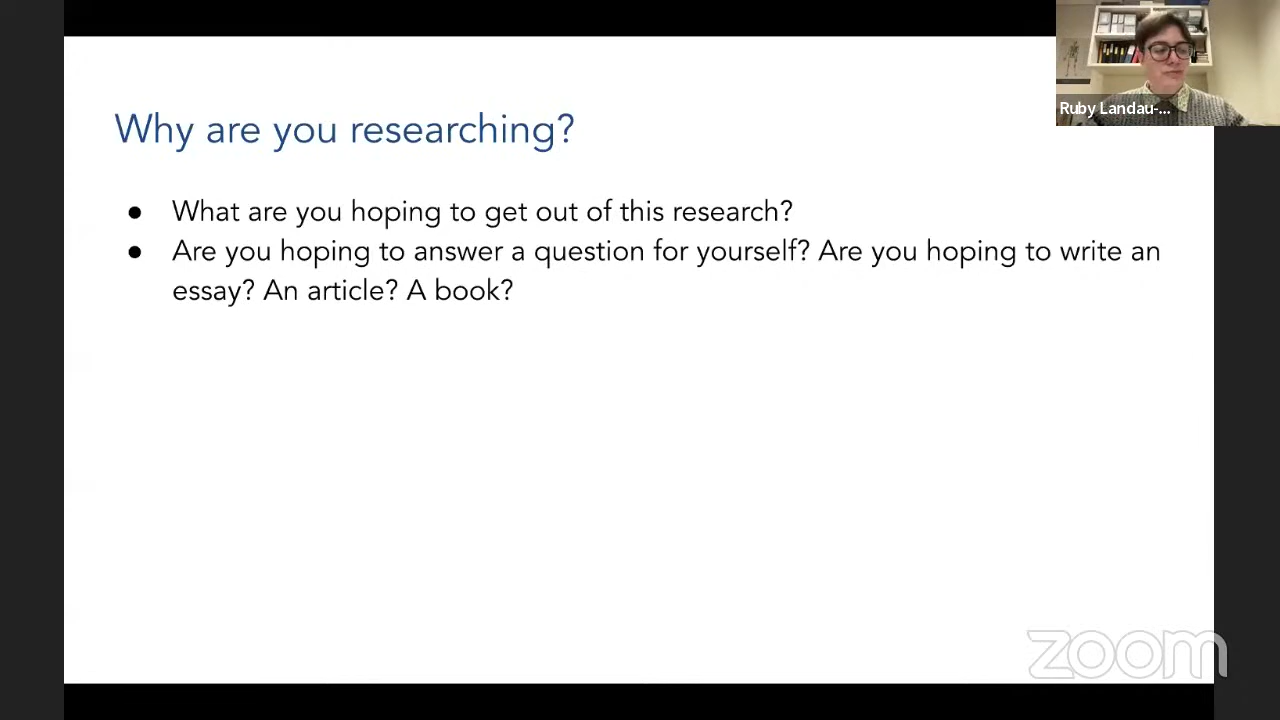 Why are you researching?
Ruby Landau-...
● What are you hoping to get out of this research?
● Are you hoping to answer a question for yourself? Are you hoping to write an
essay? An article? A book?
zoom